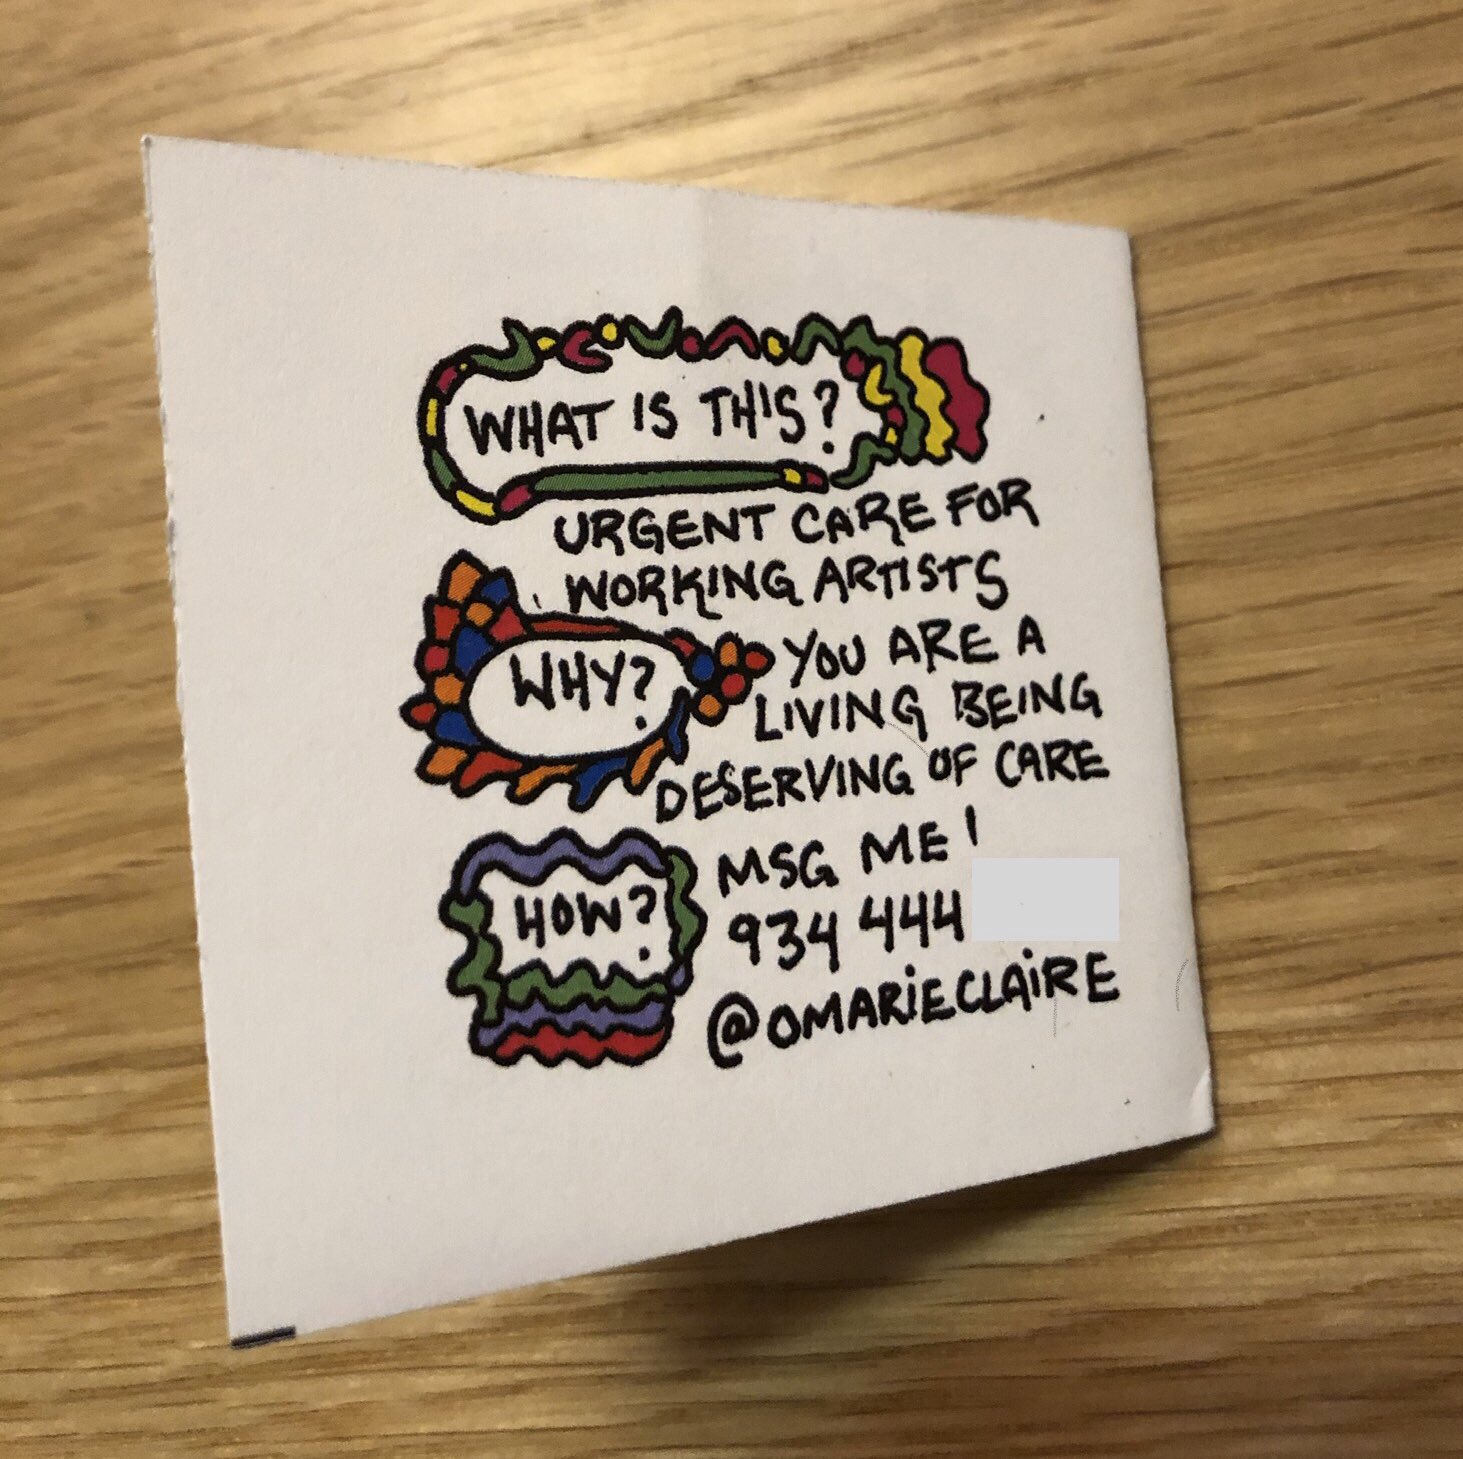 WHAT IS THIS?
URGENT CARE FOR
WORKING ARTISTS
WHY?
YOU ARE A
LIVING BEING
DESERVING OF CARE
HOW?
MSG ME!
934 444
@OMARIECLAIRE